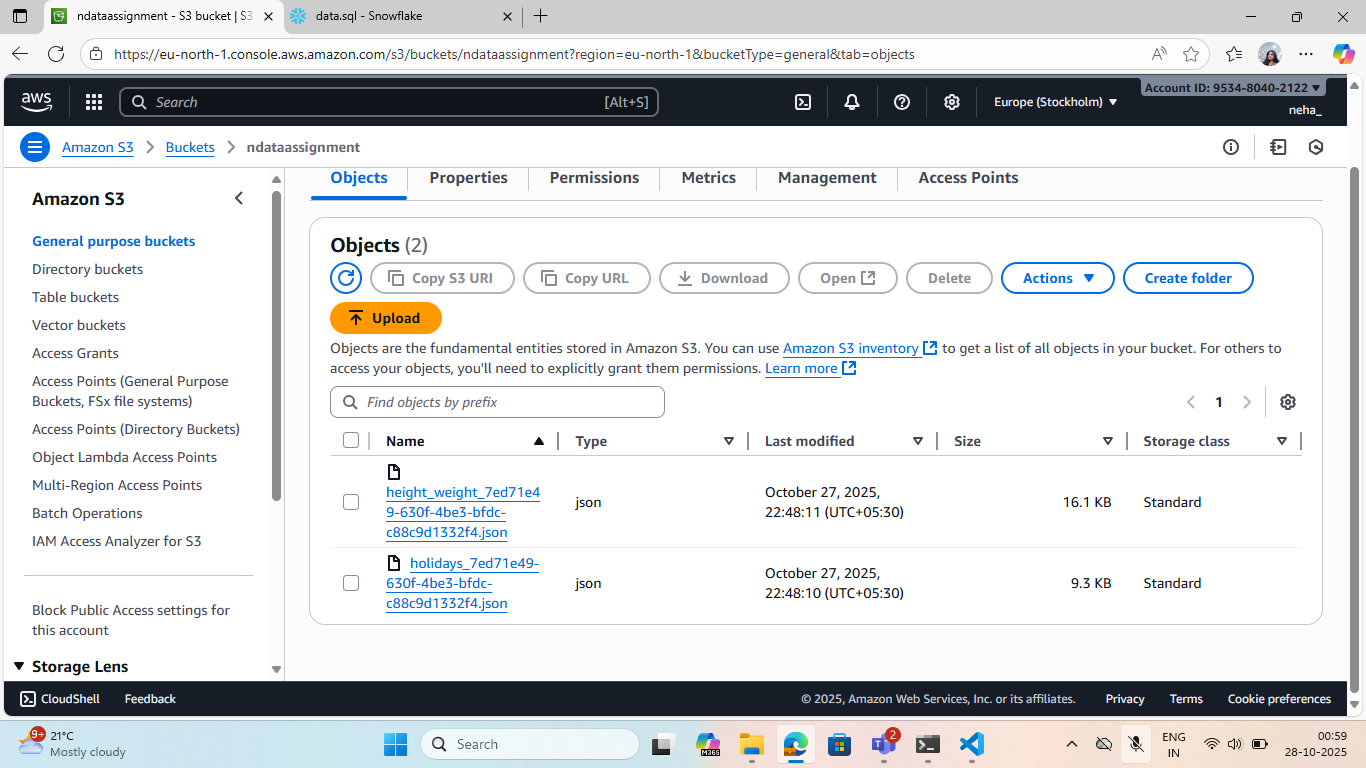 ndataassignment - S3 bucket | S3
data.sql - Snowflake
https://eu-north-1.console.aws.amazon.com/s3/buckets/ndataassignment?region=eu-north-1&bucketType=general&tab=objects
aws
Search
[Alt+S]
Europe (Stockholm)
Account ID: 9534-8040-2122
neha_
Amazon S3
Buckets
ndataassignment
Amazon S3
General purpose buckets
Directory buckets
Table buckets
Vector buckets
Access Grants
Access Points (General Purpose
Buckets, FSx file systems)
Access Points (Directory Buckets)
Object Lambda Access Points
Multi-Region Access Points
Batch Operations
IAM Access Analyzer for S3
Block Public Access settings for
this account
Storage Lens
Objects
Properties
Permissions
Metrics
Management
Access Points
Objects (2)
Copy S3 URI
Copy URL
Download
Open
Delete
Actions
Create folder
Upload
Objects are the fundamental entities stored in Amazon S3. You can use Amazon S3 inventory to get a list of all objects in your bucket. For others to
access your objects, you'll need to explicitly grant them permissions. Learn more
Find objects by prefix
1
Name
Type
Last modified
Size
Storage class
height_weight_7ed71e4
9-630f-4be3-bfdc-
c88c9d1332f4.json
json
October 27, 2025,
22:48:11 (UTC+05:30)
16.1 KB
Standard
holidays_7ed71e49-
630f-4be3-bfdc-
c88c9d1332f4.json
json
October 27, 2025,
22:48:10 (UTC+05:30)
9.3 KB
Standard
CloudShell
Feedback
© 2025, Amazon Web Services, Inc. or its affiliates.
Privacy
Terms
Cookie preferences
9+
21°C
Mostly cloudy
Search
M365
2
ENG
IN
00:59
28-10-2025